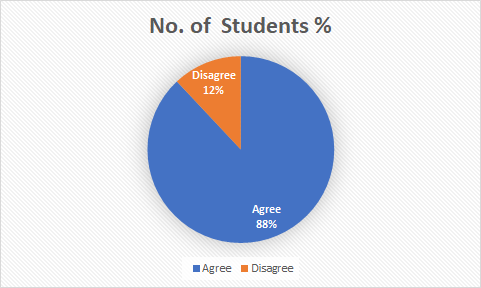 No. of  Students %
Disagree
12%
Agree
88%
Agree Disagree